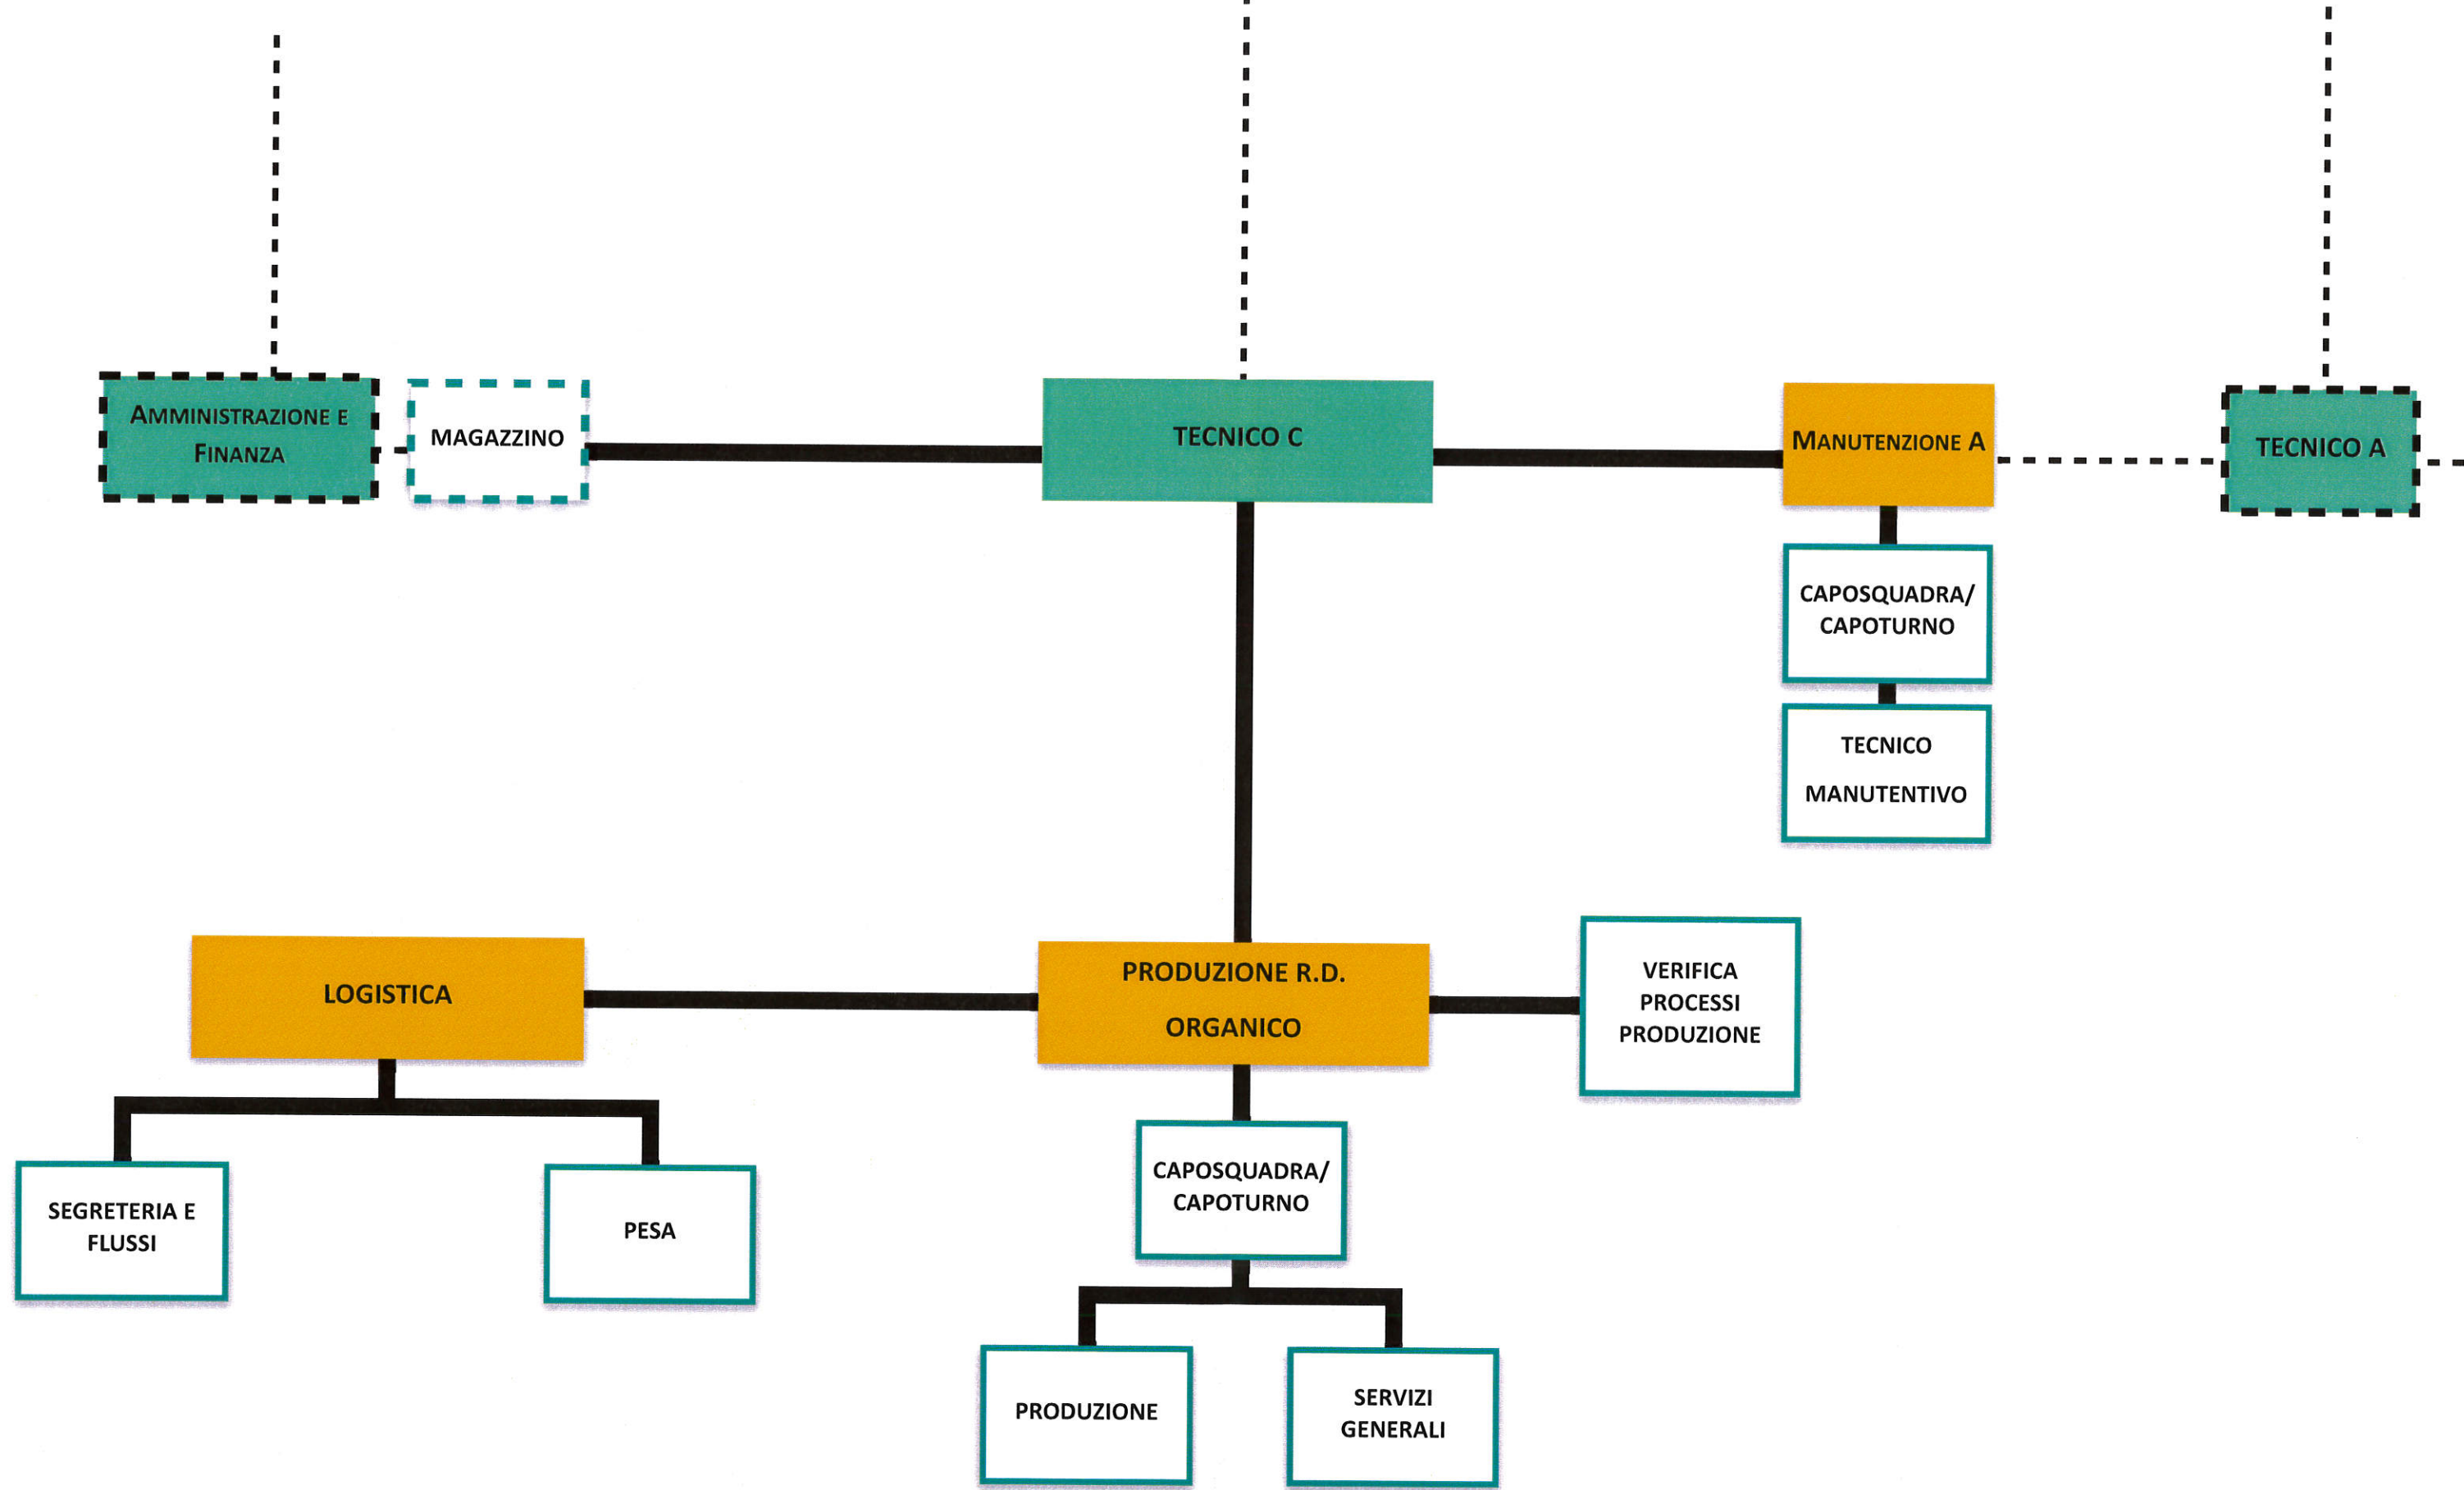 AMMINISTRAZIONE E
FINANZA
MAGAZZINO
TECNICO C
MANUTENZIONE A
TECNICO A
CAPOSQUADRA/
CAPOTURNO
TECNICO
MANUTENTIVO
LOGISTICA
PRODUZIONE R.D.
ORGANICO
VERIFICA
PROCESSI
PRODUZIONE
SEGRETERIA E
FLUSSI
PESA
CAPOSQUADRA/
CAPOTURNO
PRODUZIONE
SERVIZI
GENERALI